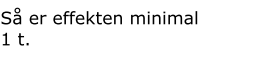 Så er effekten minimal
1 t.